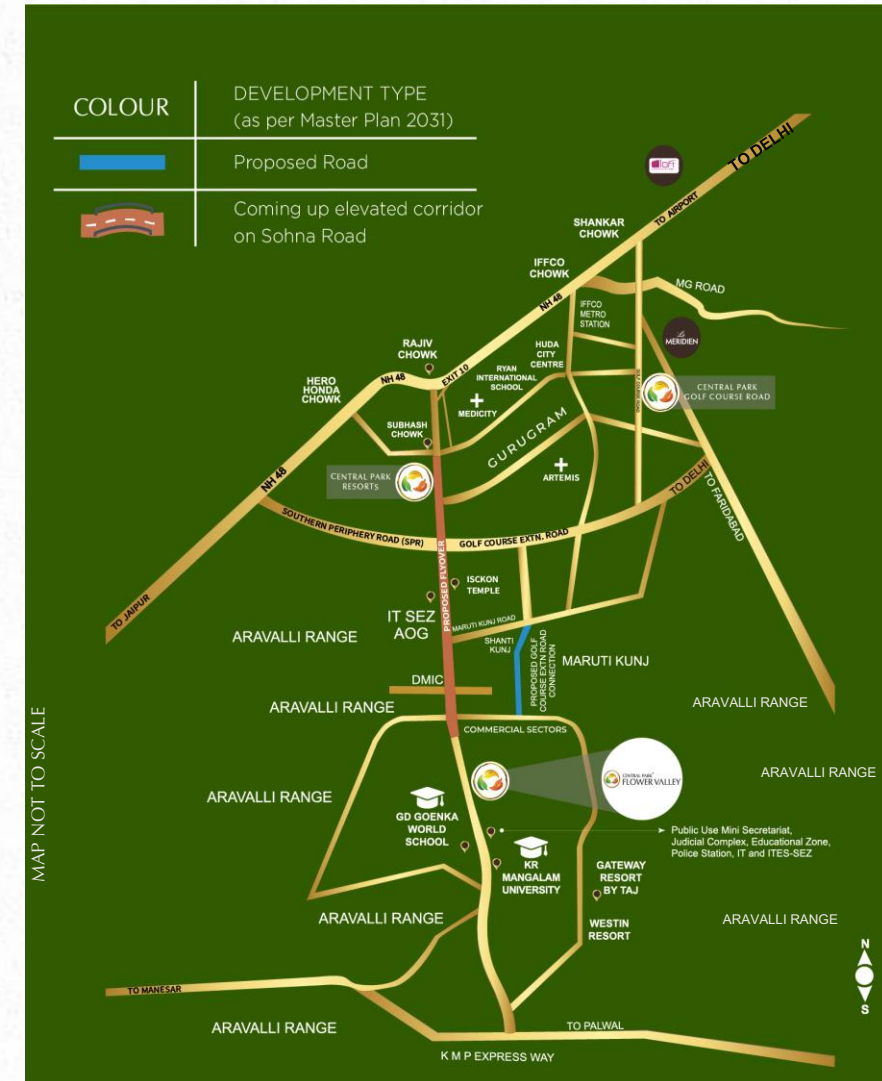 COLOUR
DEVELOPMENT TYPE
(as per Master Plan 2031)
Proposed Road
Coming up elevated corridor
on Sohna Road
TO DELHI
TO AIRPORT
SHANKAR
CHOWK
IFFCO
CHOWK
MG ROAD
NH 48
IFFCO
METRO
STATION
Le
MERIDIEN
RAJIV
CHOWK
HUDA
CITY
CENTRE
EXIT 10
RYAN
INTERNATIONAL
SCHOOL
NH 48
HERO
HONDA
CHOWK
MEDICITY
CENTRAL PARK
GOLF COURSE ROAD
SUBHASH
CHOWK
GURUGRAM
CENTRAL PARK
RESORTS
ARTEMIS
NH 48
TO DELHI
TO FARIDABAD
SOUTHERN PERIPHERY ROAD (SPR)
GOLF COURSE EXTN. ROAD
PROPOSED FLYOVER
ISCKON
TEMPLE
TO JAIPUR
IT SEZ
AOG
MARUTI KUNJ ROAD
ARAVALLI RANGE
SHANTI
KUNJ
PROPOSED GOLF
COURSE EXTN ROAD
CONNECTION
MARUTI KUNJ
DMIC
ARAVALLI RANGE
ARAVALLI RANGE
COMMERCIAL SECTORS
MAP NOT TO SCALE
CENTRAL PARK
FLOWER VALLEY
ARAVALLI RANGE
ARAVALLI RANGE
GD GOENKA
WORLD
SCHOOL
Public Use Mini Secretariat,
Judicial Complex, Educational Zone,
Police Station, IT and ITES-SEZ
KR
MANGALAM
UNIVERSITY
GATEWAY
RESORT
BY TAJ
ARAVALLI RANGE
WESTIN
RESORT
ARAVALLI RANGE
N
S
TO MANESAR
ARAVALLI RANGE
TO PALWAL
K M P EXPRESS WAY